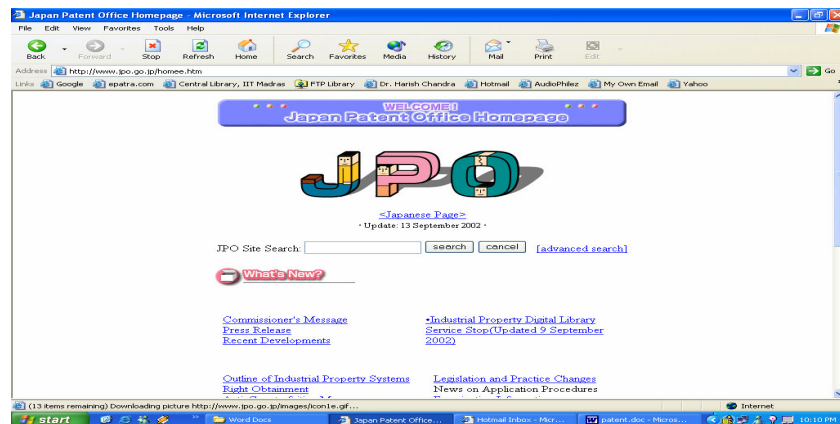 Japan Patent Office Homepage - Microsoft Internet Explorer
File Edit View Favorites Tools Help
Back Forward Stop Refresh Home Search Favorites Media History Mail Print Edit
Address http://www.jpo.go.jp/homee.htm Go
Links Google epatra.com Central Library, IIT Madras FTP Library Dr. Harish Chandra Hotmail AudioPhilez My Own Email Yahoo
WELCOME!!
Japan Patent Office Homepage
JPO
<Japanese Page>
・Update: 13 September 2002・
JPO Site Search: search cancel [advanced search]
What's New?
Commissioner's Message •Industrial Property Digital Library
Press Release Service Stop(Updated 9 September
Recent Developments 2002)
Outline of Industrial Property Systems Legislation and Practice Changes
Right Obtainment News on Application Procedures
(13 items remaining) Downloading picture http://www.jpo.go.jp/images/icon1e.gif... Internet
start Word Docs Japan Patent Office... Hotmail Inbox - Micr... patent.doc - Micros... 10:10 PM